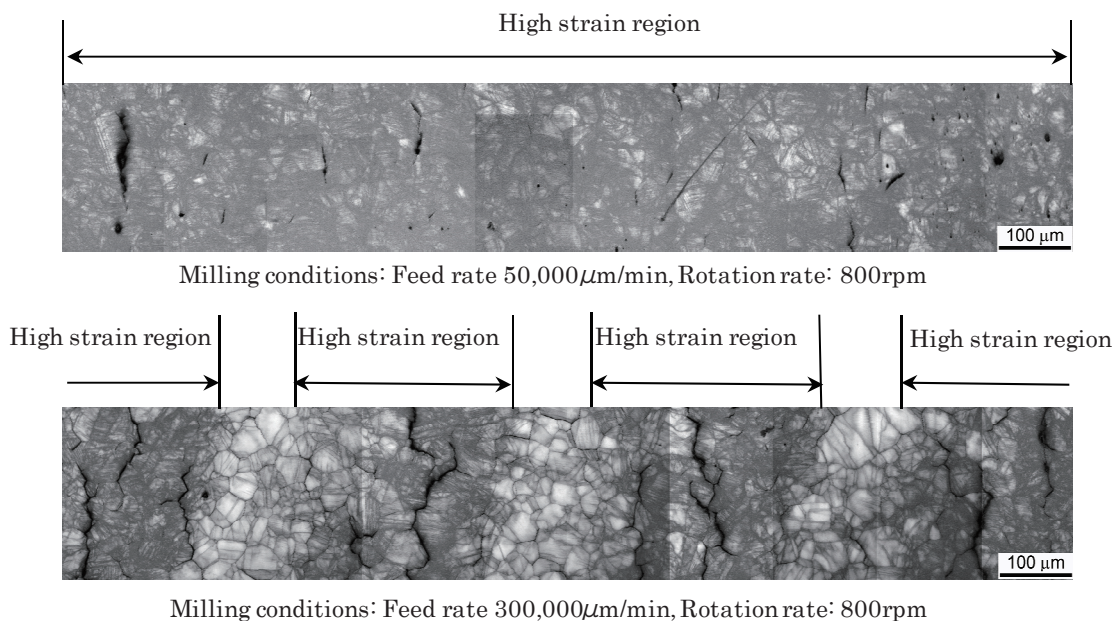 High strain region
100 μm
Milling conditions: Feed rate 50,000μm/min, Rotation rate: 800rpm
High strain region
High strain region
High strain region
High strain region
100 μm
Milling conditions: Feed rate 300,000μm/min, Rotation rate: 800rpm